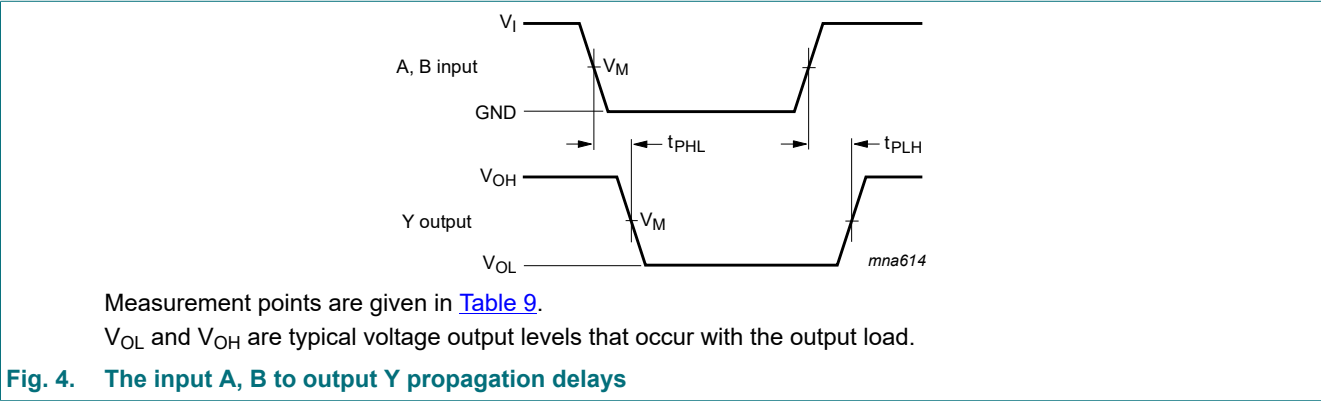 V_I
A, B input
V_M
GND
t_PHL
t_PLH
V_OH
Y output
V_M
V_OL
mna614
Measurement points are given in Table 9.
V_OL and V_OH are typical voltage output levels that occur with the output load.
Fig. 4. The input A, B to output Y propagation delays